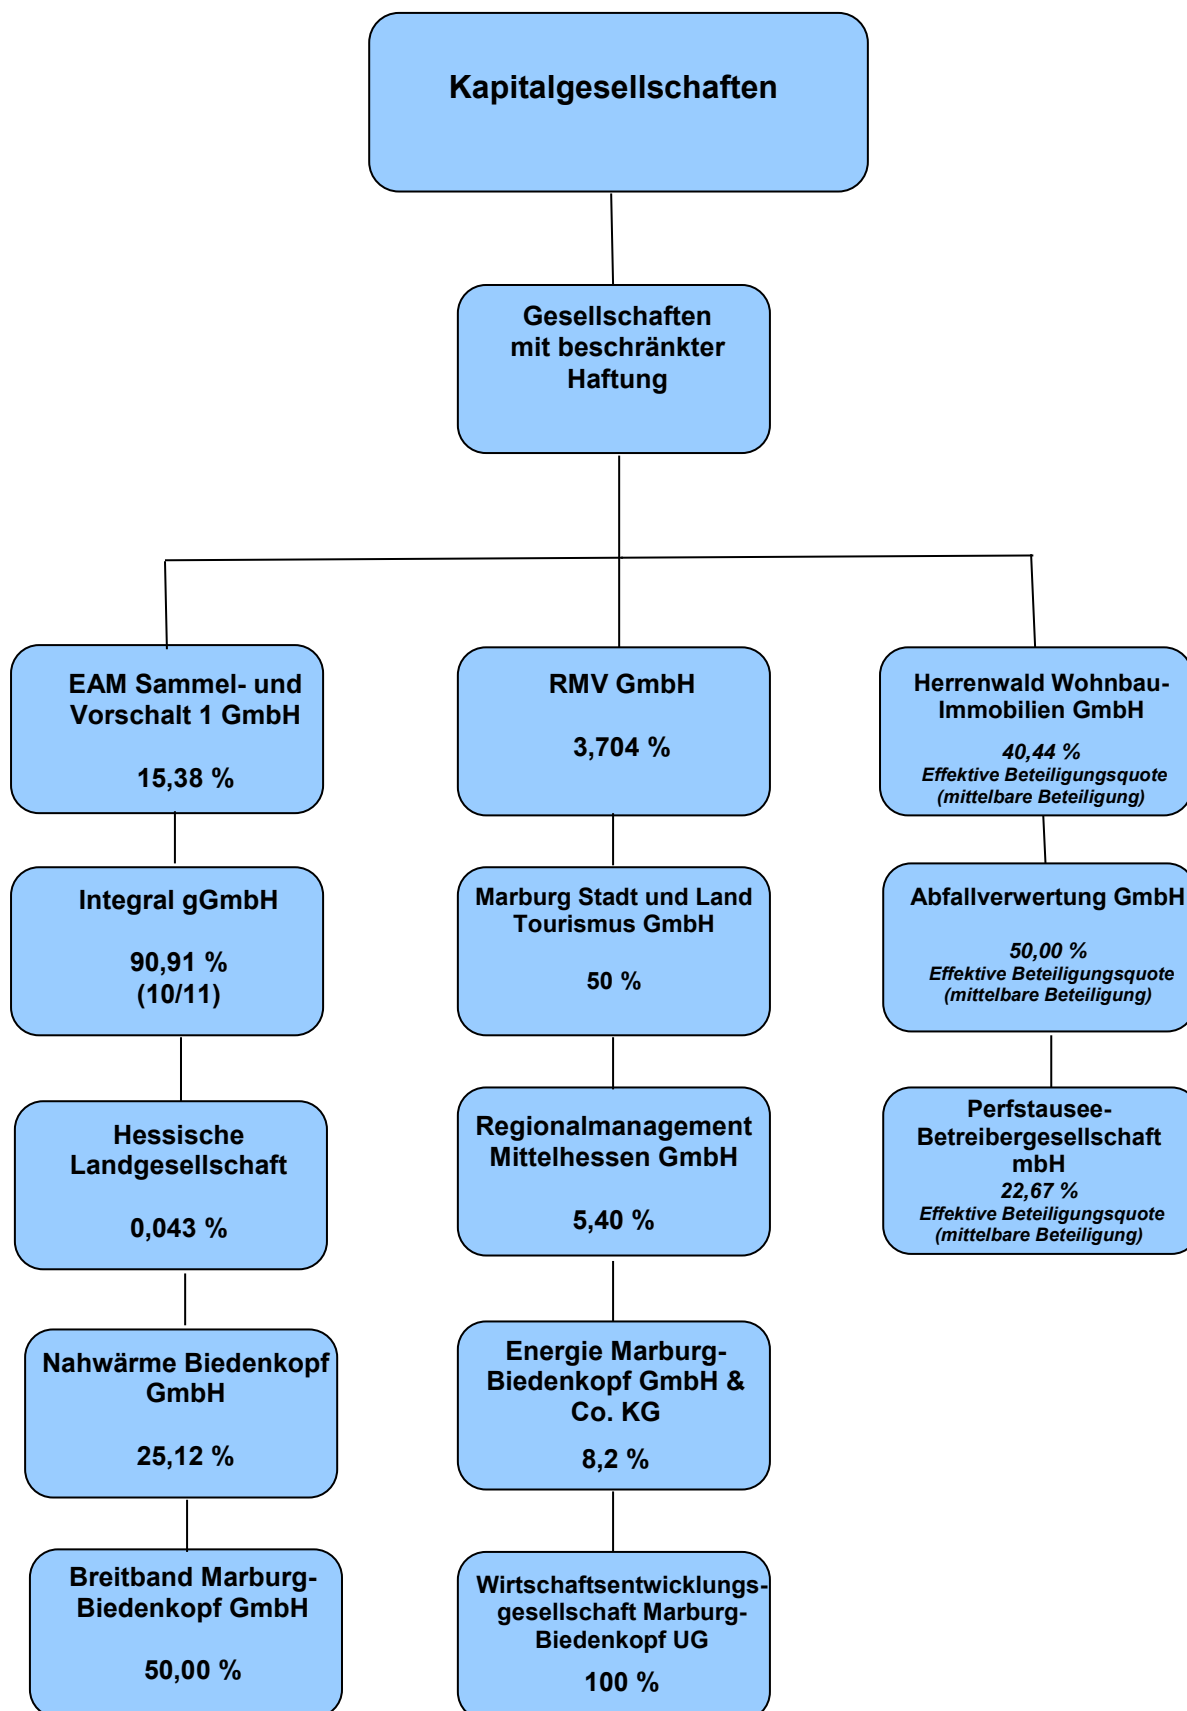 Kapitalgesellschaften
Gesellschaften
mit beschränkter
Haftung
EAM Sammel- und
Vorschalt 1 GmbH
15,38 %
Integral gGmbH
90,91 %
(10/11)
Hessische
Landgesellschaft
0,043 %
Nahwärme Biedenkopf
GmbH
25,12 %
Breitband Marburg-
Biedenkopf GmbH
50,00 %
RMV GmbH
3,704 %
Marburg Stadt und Land
Tourismus GmbH
50 %
Regionalmanagement
Mittelhessen GmbH
5,40 %
Energie Marburg-
Biedenkopf GmbH &
Co. KG
8,2 %
Wirtschaftsentwicklungs-
gesellschaft Marburg-
Biedenkopf UG
100 %
Herrenwald Wohnbau-
Immobilien GmbH
40,44 %
Effektive Beteiligungsquote
(mittelbare Beteiligung)
Abfallverwertung GmbH
50,00 %
Effektive Beteiligungsquote
(mittelbare Beteiligung)
Perfstausee-
Betreibergesellschaft
mbH
22,67 %
Effektive Beteiligungsquote
(mittelbare Beteiligung)